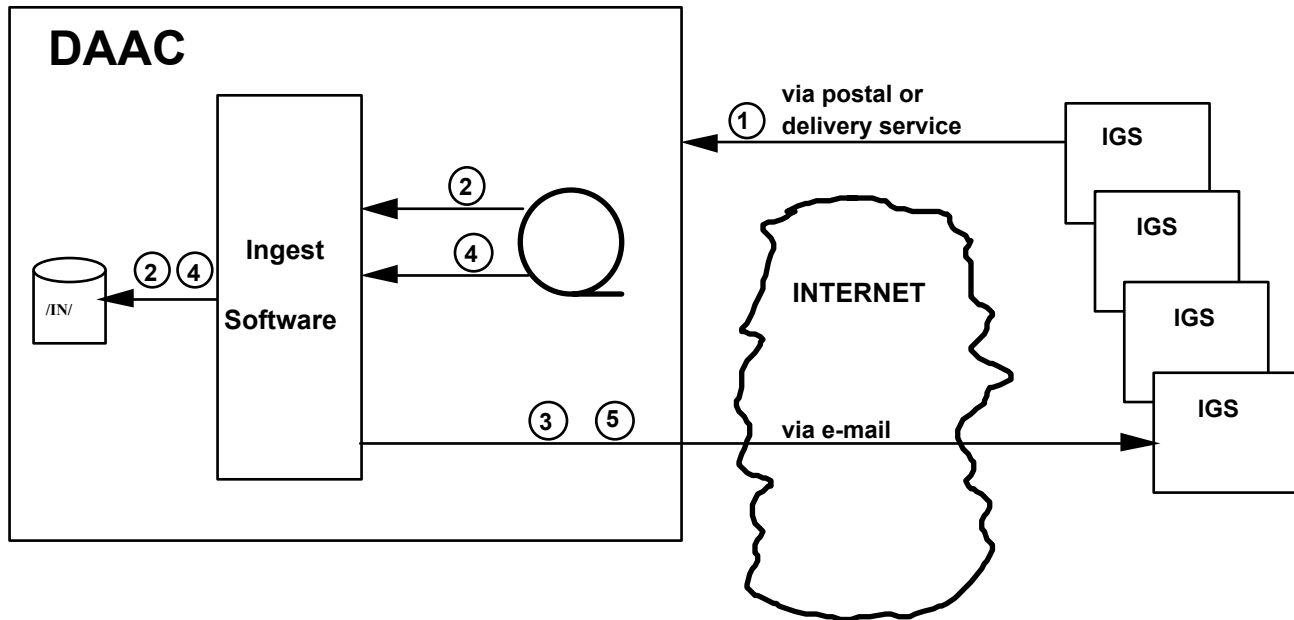 DAAC
via postal or
① delivery service
IGS
IGS
IGS
IGS
②
④
Ingest
Software
② ④
/IN/
INTERNET
③ ⑤
via e-mail